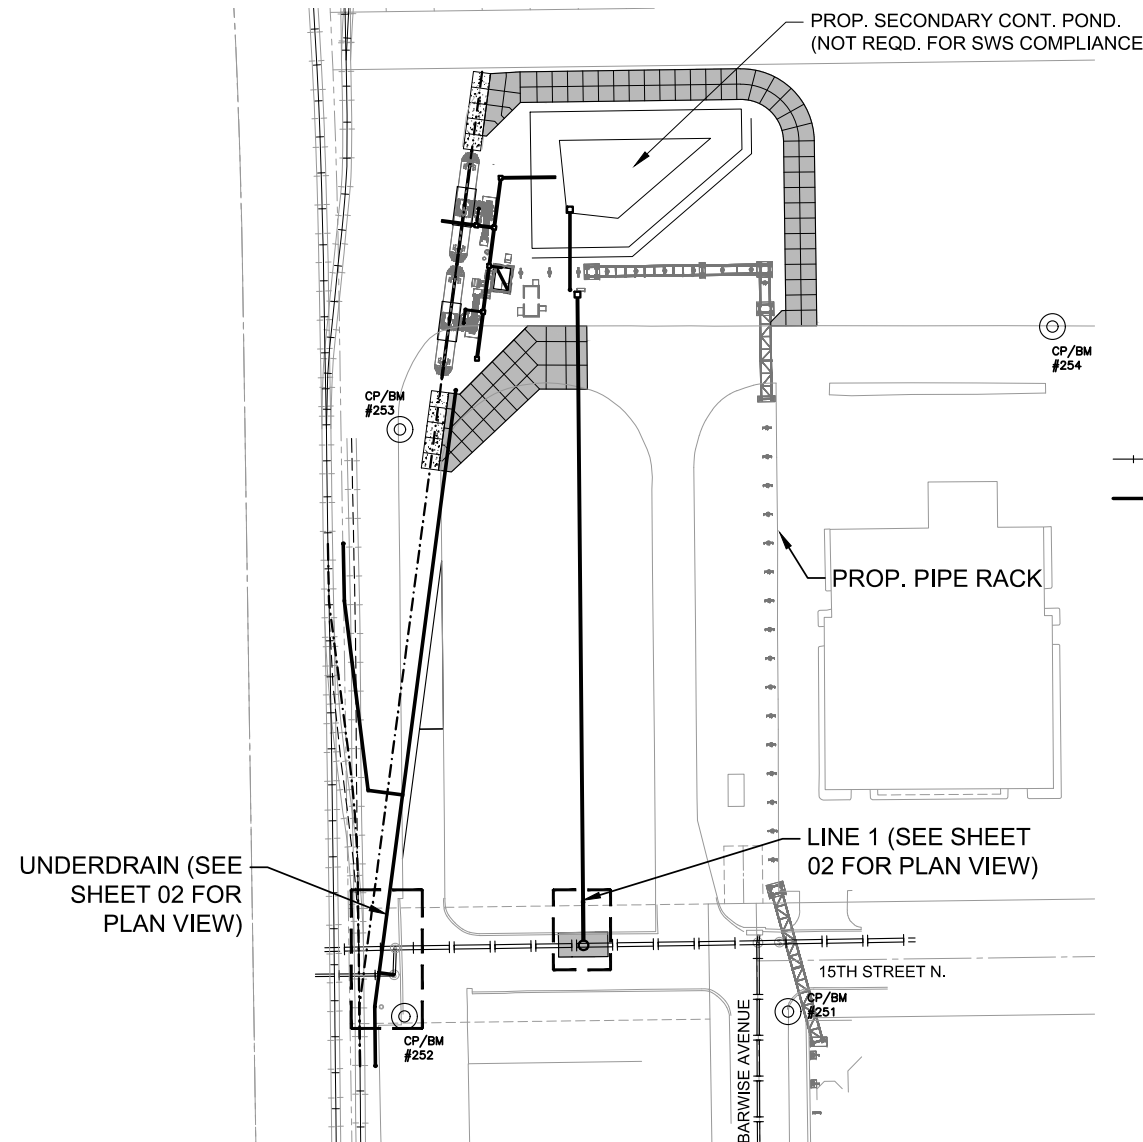 PROP. SECONDARY CONT. POND.
(NOT REQD. FOR SWS COMPLIANCE
CP/BM
#254
CP/BM
#253
PROP. PIPE RACK
LINE 1 (SEE SHEET
02 FOR PLAN VIEW)
UNDERDRAIN (SEE
SHEET 02 FOR
PLAN VIEW)
15TH STREET N.
CP/BM
#251
CP/BM
#252
BARWISE AVENUE